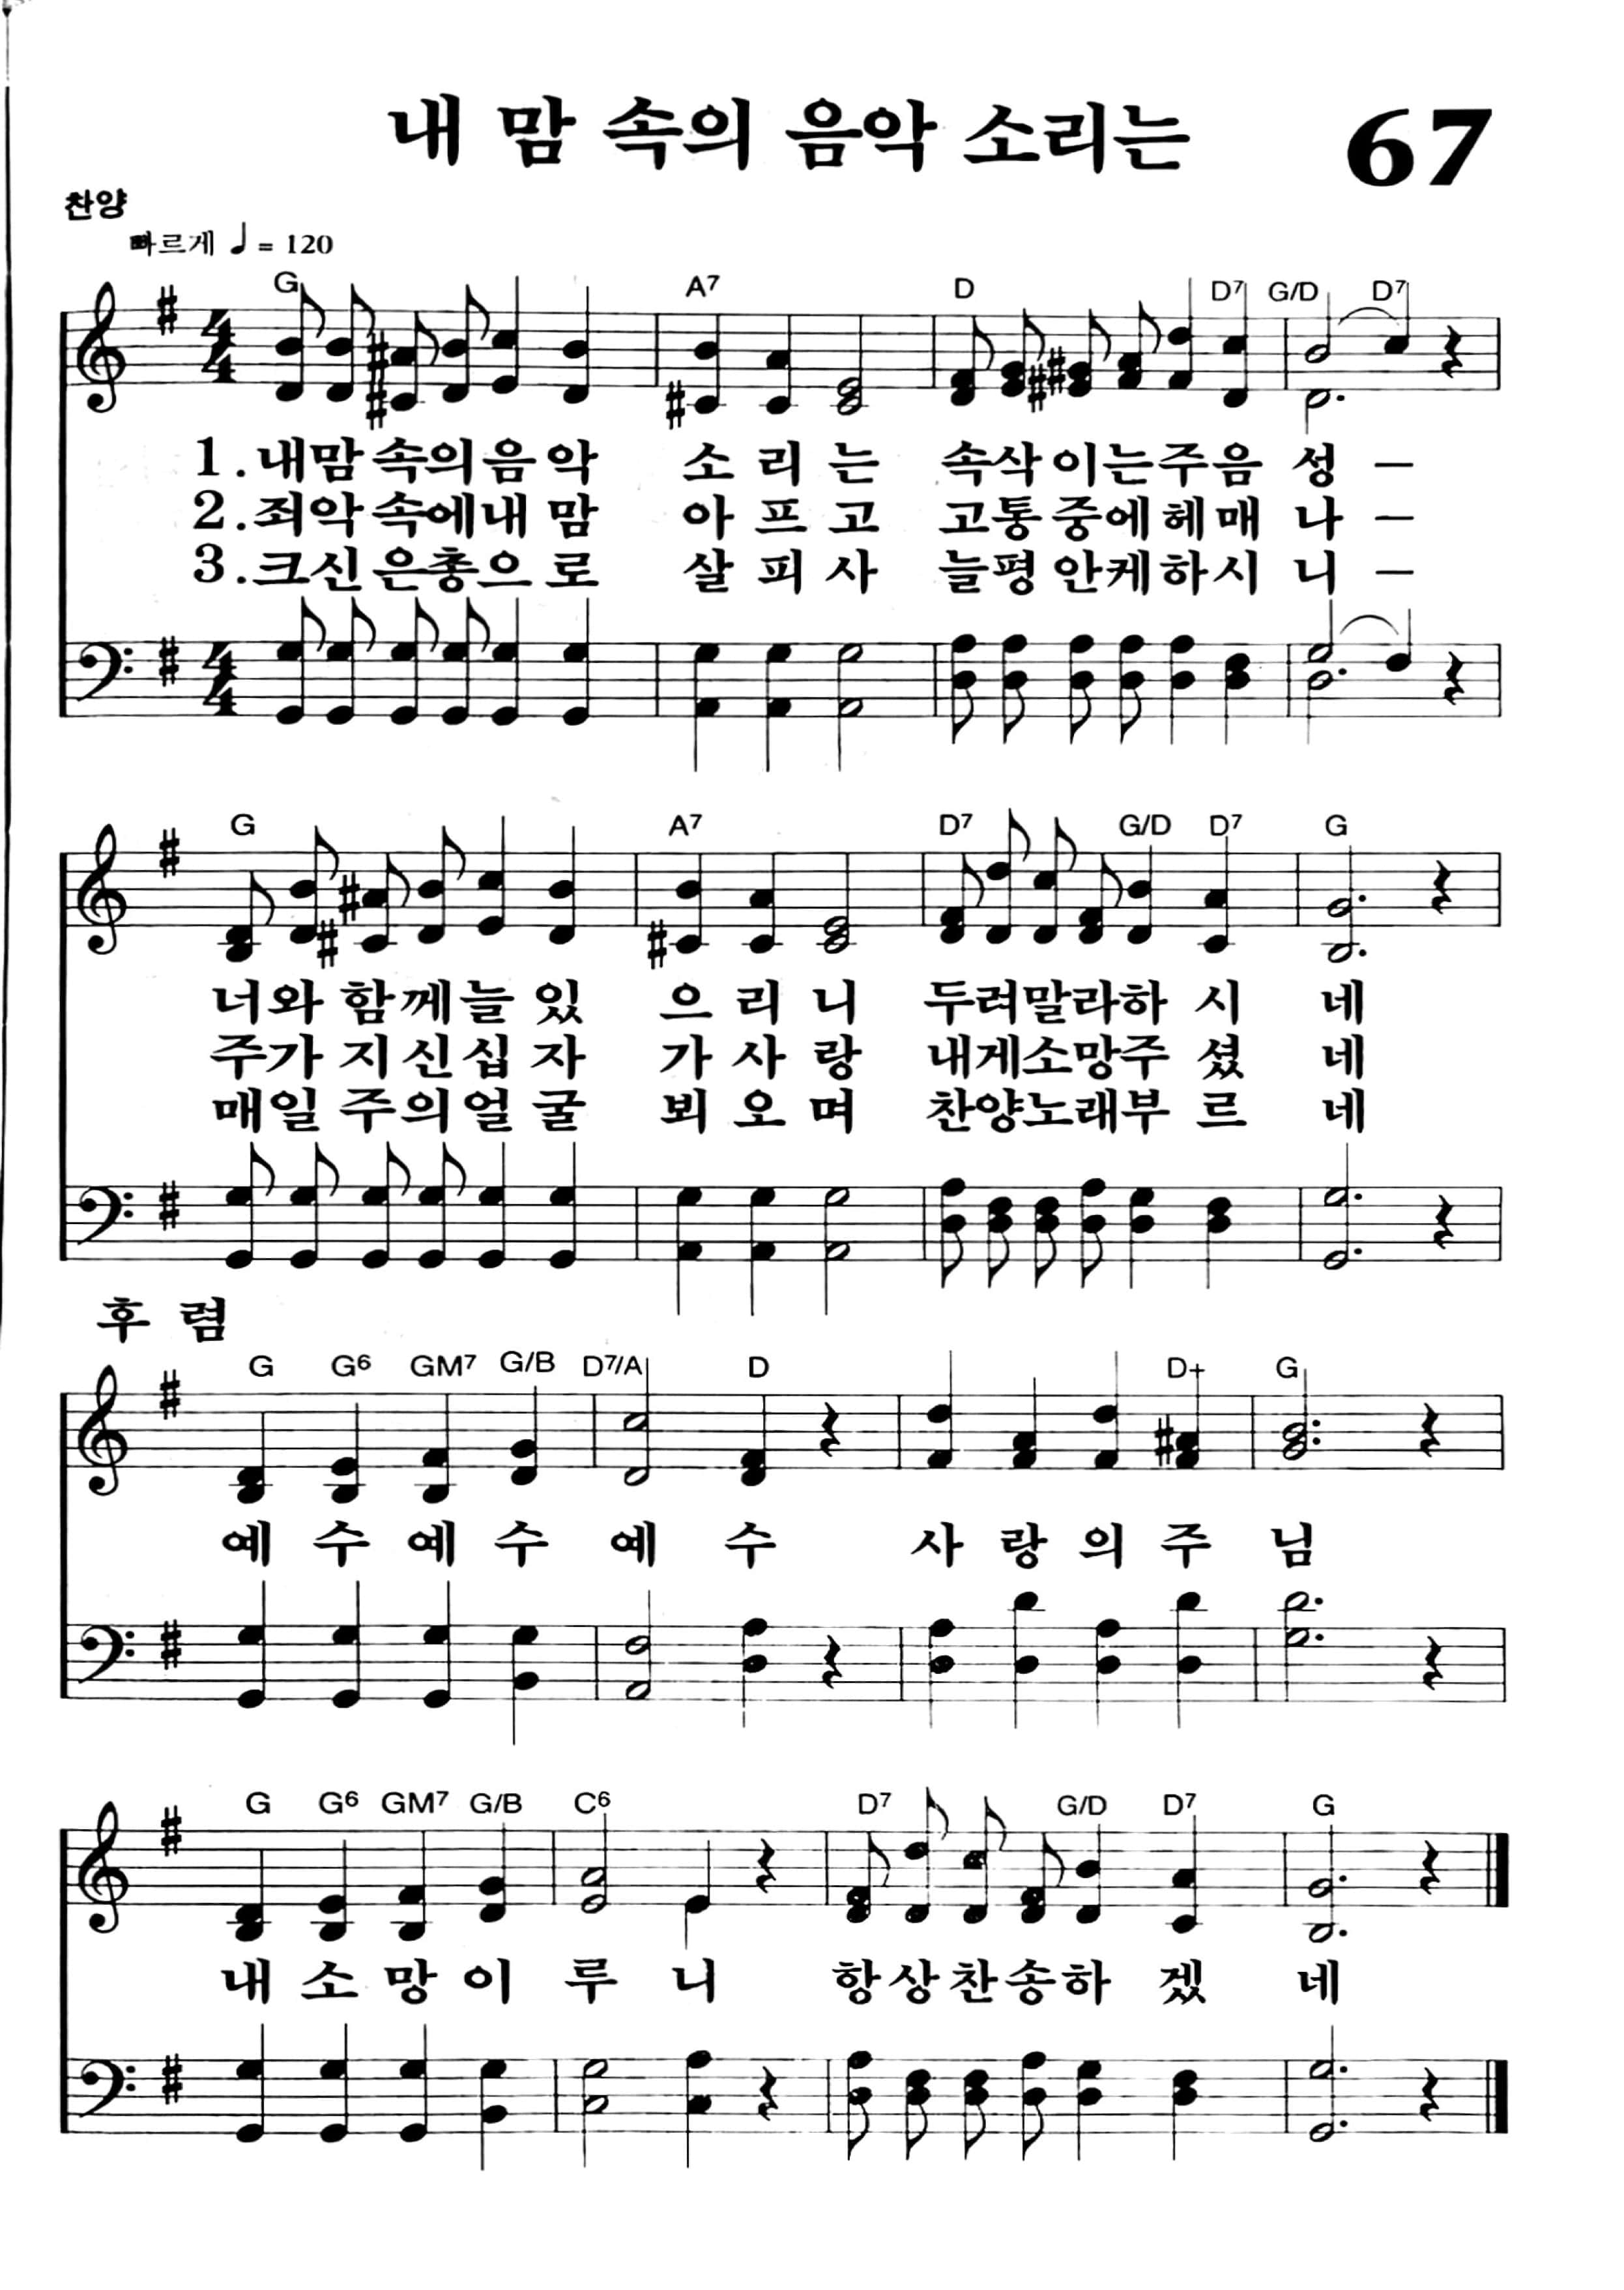 내 맘 속의 음악 소리는 67
찬양
빠르게 ♩= 120
G A7 D D7 G/D D7
1.내맘속의음악 소리는 속삭이는주음성 –
2.죄악속에내맘 아프고 고통중에헤매나 –
3.크신은총으로 살피사 늘평안케하시니 –
G A7 D7 G/D D7 G
너와함께늘있 으리니 두려말라하시네
주가지신십자 가사랑 내게소망주셨네
매일주의얼굴 뵈오며 찬양노래부르네
후 렴
G G6 GM7 G/B D7/A D D+ G
예수예수 예수 사랑의주 님
G G6 GM7 G/B C6 D7 G/D D7 G
내소망이 루니 항상찬송하겠네